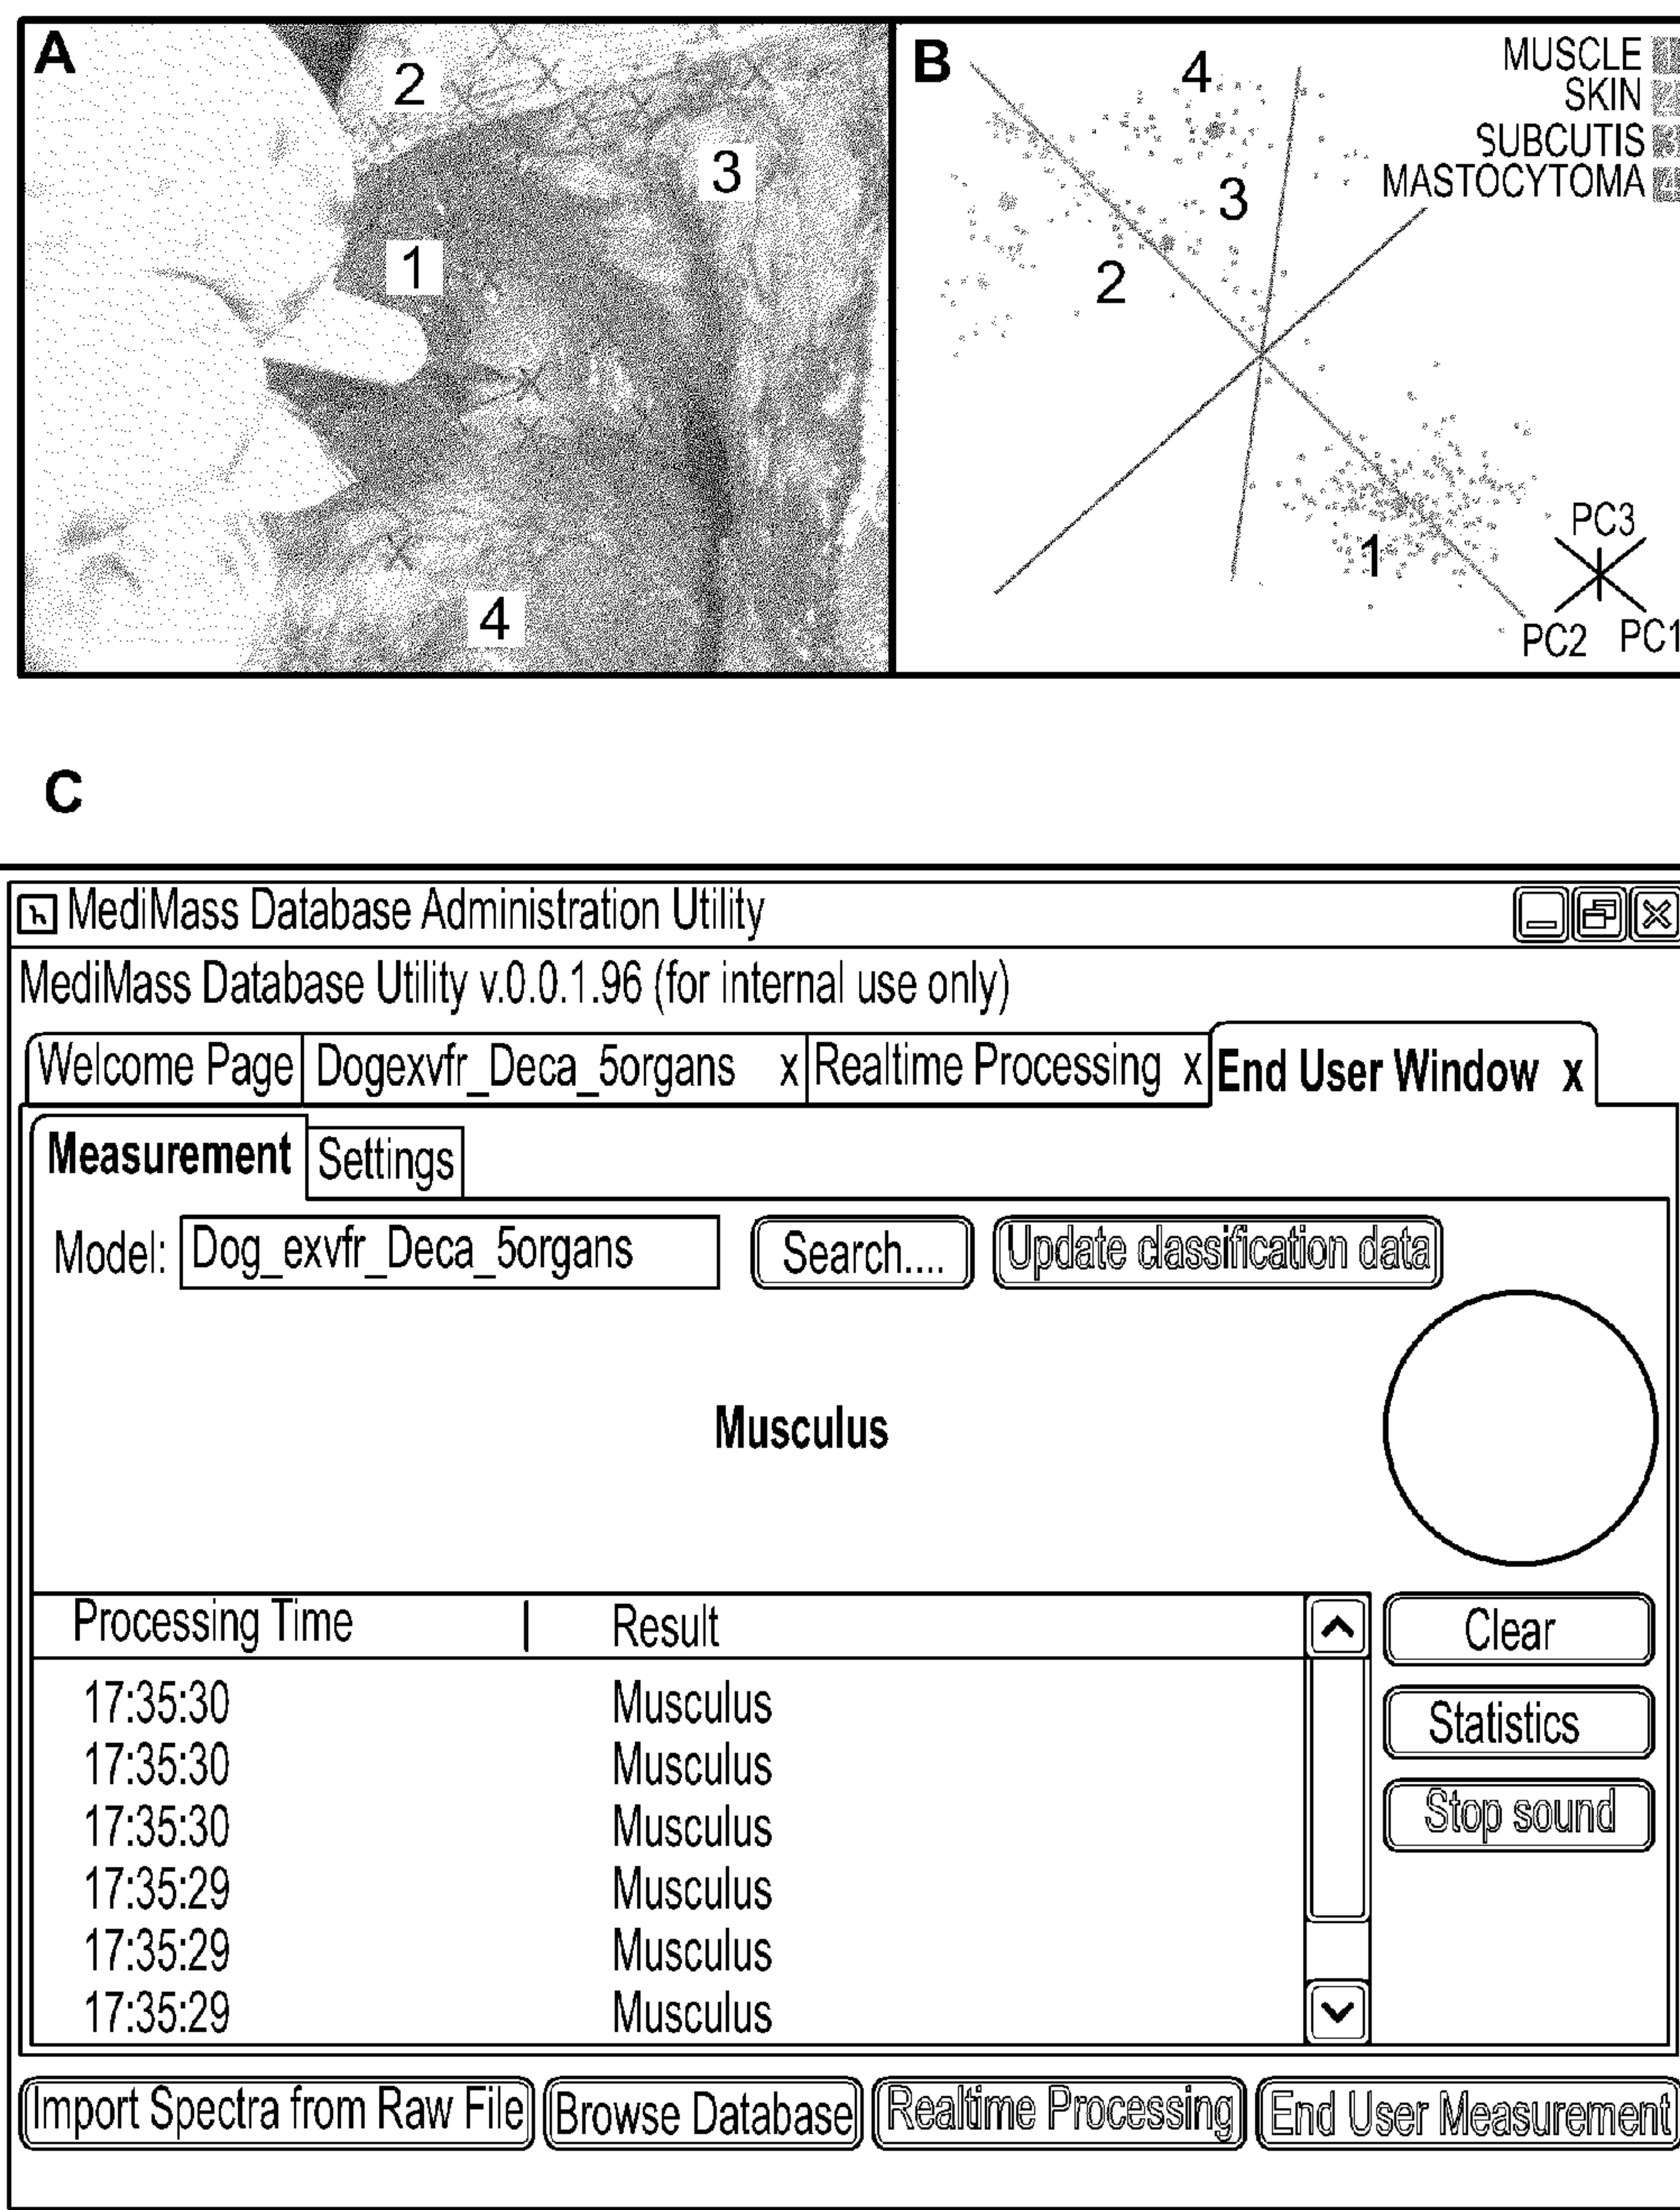 A
2
3
1
4
B
4
MUSCLE
SKIN
SUBCUTIS
MASTOCYTOMA
3
2
1
PC3
PC2 PC1
C
MediMass Database Administration Utility
MediMass Database Utility v.0.0.1.96 (for internal use only)
Welcome Page Dogexvfr_Deca_5organs x Realtime Processing x End User Window x
Measurement Settings
Model: Dog_exvfr_Deca_5organs Search.... Update classification data
Musculus
Processing Time Result
17:35:30 Musculus
17:35:30 Musculus
17:35:30 Musculus
17:35:29 Musculus
17:35:29 Musculus
17:35:29 Musculus
Clear
Statistics
Stop sound
Import Spectra from Raw File Browse Database Realtime Processing End User Measurement